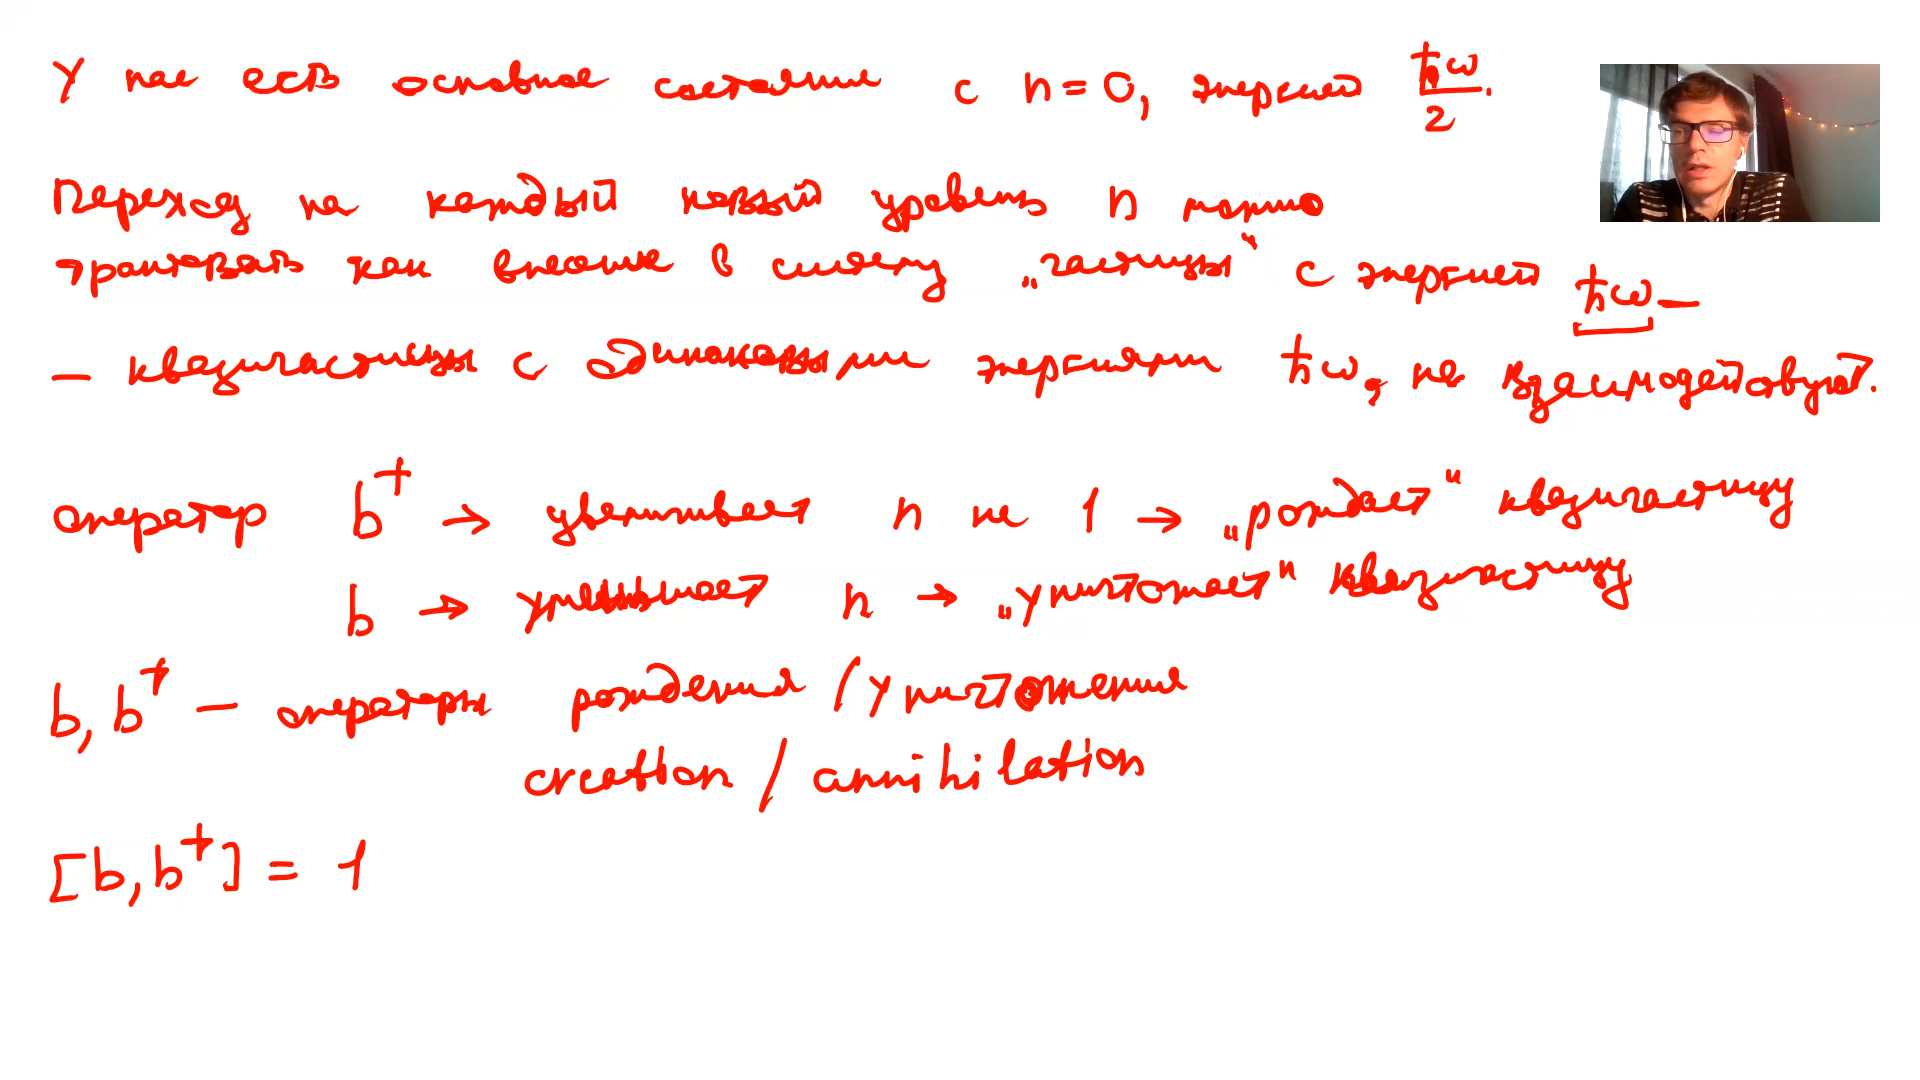 У нас есть основное состояние с n = 0, энергией ħω/2.
Переход на каждый новый уровень n можно
трактовать как внесение в систему „частицы“ с энергией ħω —
— квазичастицы с одинаковыми энергиями ħω, не взаимодействуют.
оператор b⁺ → увеличивает n на 1 → „рождает“ квазичастицу
b → уменьшает n → „уничтожает“ квазичастицу
b, b⁺ — операторы рождения / уничтожения
creation / annihilation
[b, b⁺] = 1